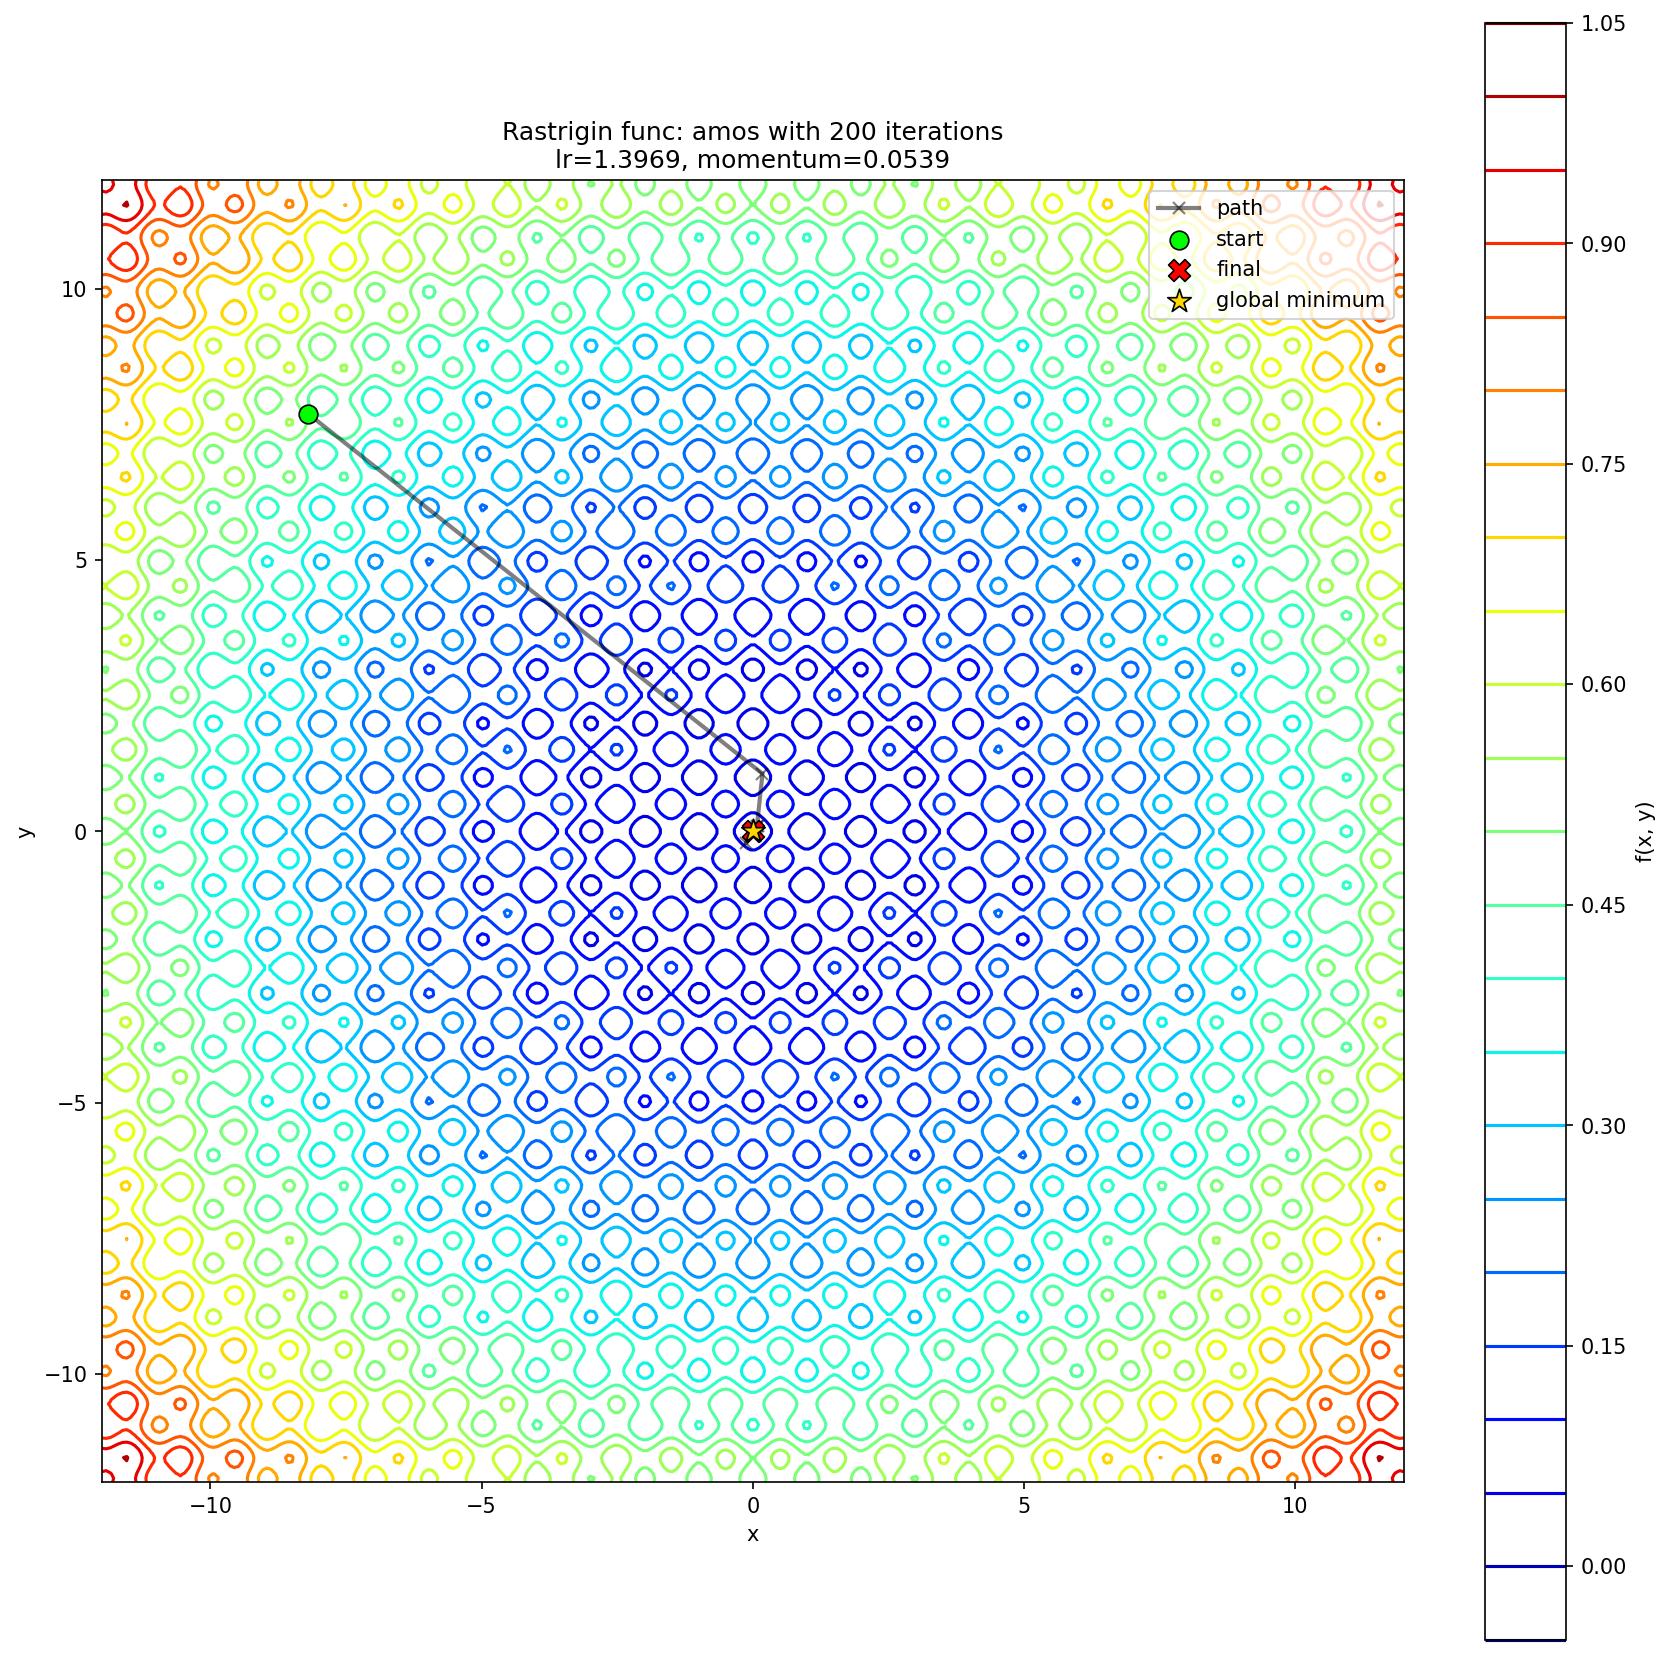 Rastrigin func: amos with 200 iterations
lr=1.3969, momentum=0.0539
path
start
final
global minimum
10
5
0
−5
−10
y
−10
−5
0
5
10
x
1.05
0.90
0.75
0.60
0.45
0.30
0.15
0.00
f(x, y)